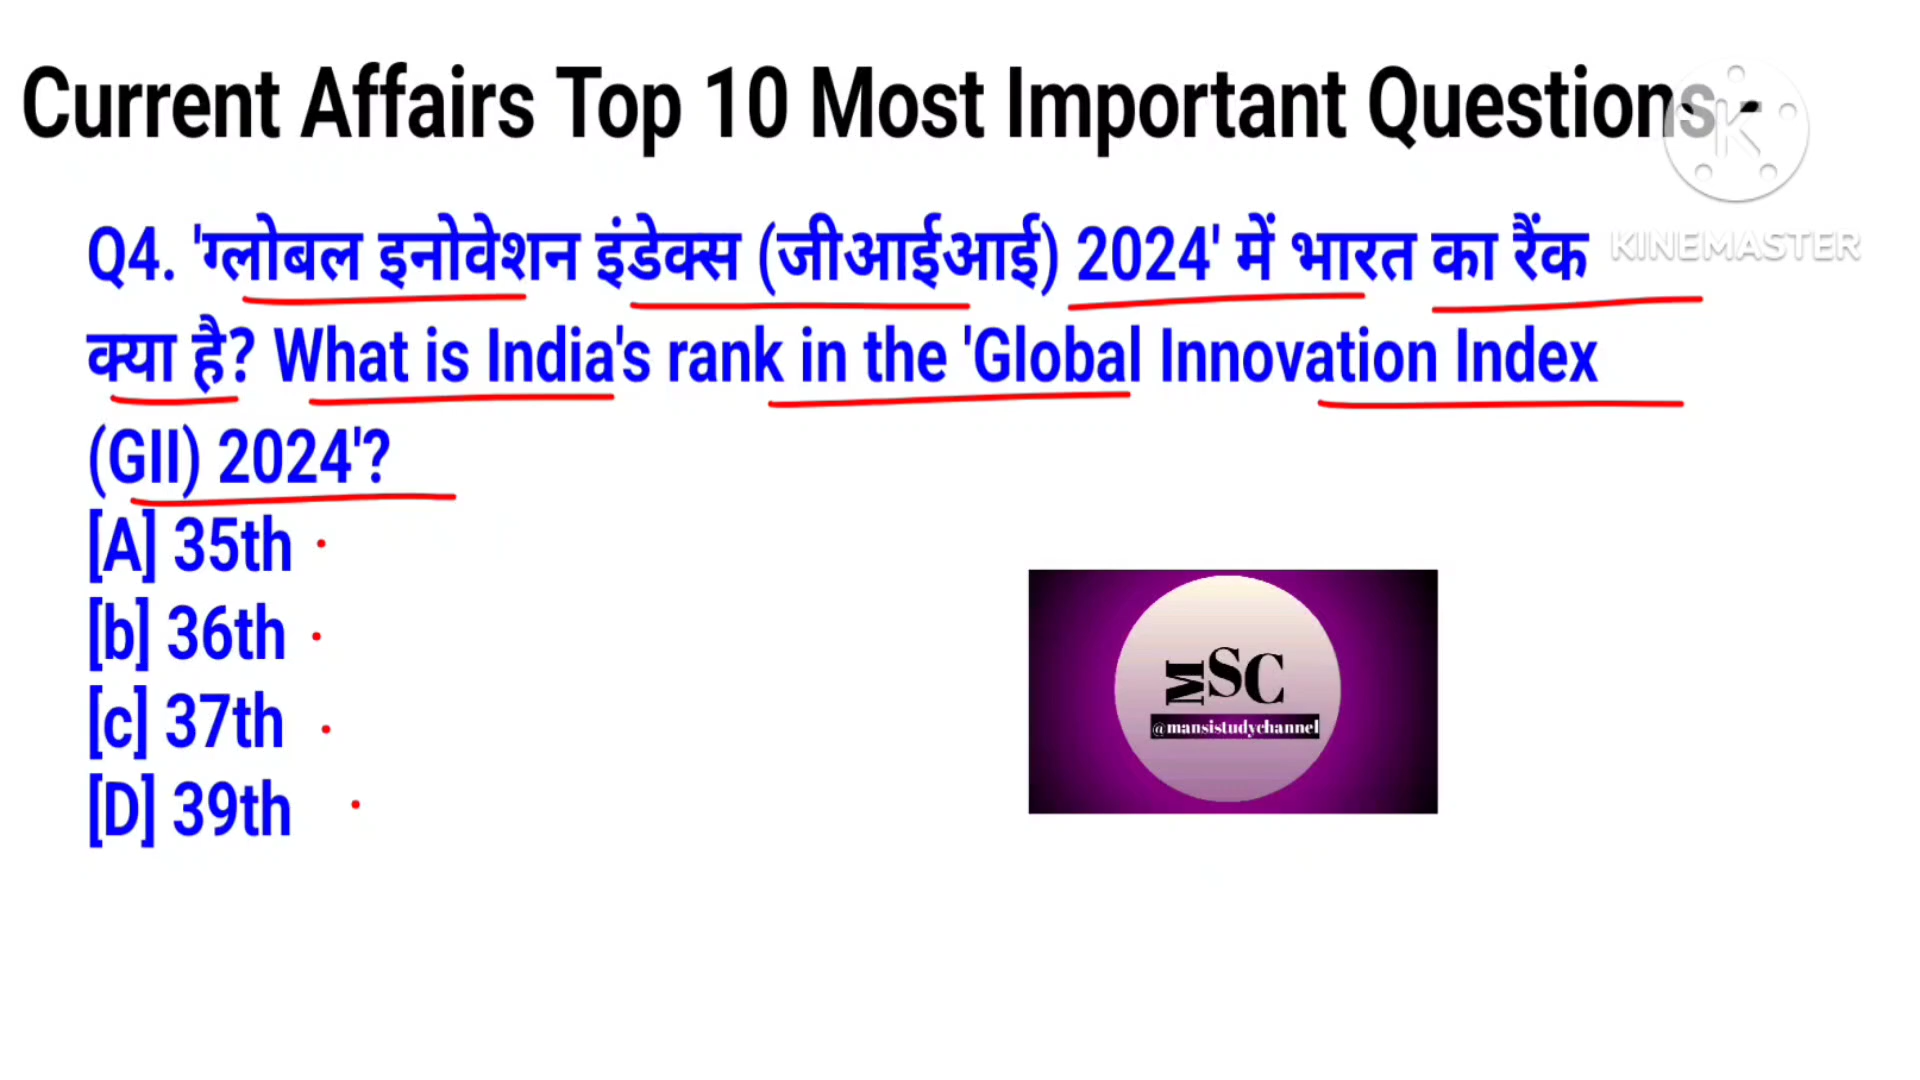 Current Affairs Top 10 Most Important Questions -
Q4. 'ग्लोबल इनोवेशन इंडेक्स (जीआईआई) 2024' में भारत का रैंक
क्या है? What is India's rank in the 'Global Innovation Index
(GII) 2024'?
[A] 35th
[b] 36th
[c] 37th
[D] 39th
K
KINEMASTER
MSC
@mansistudychannel